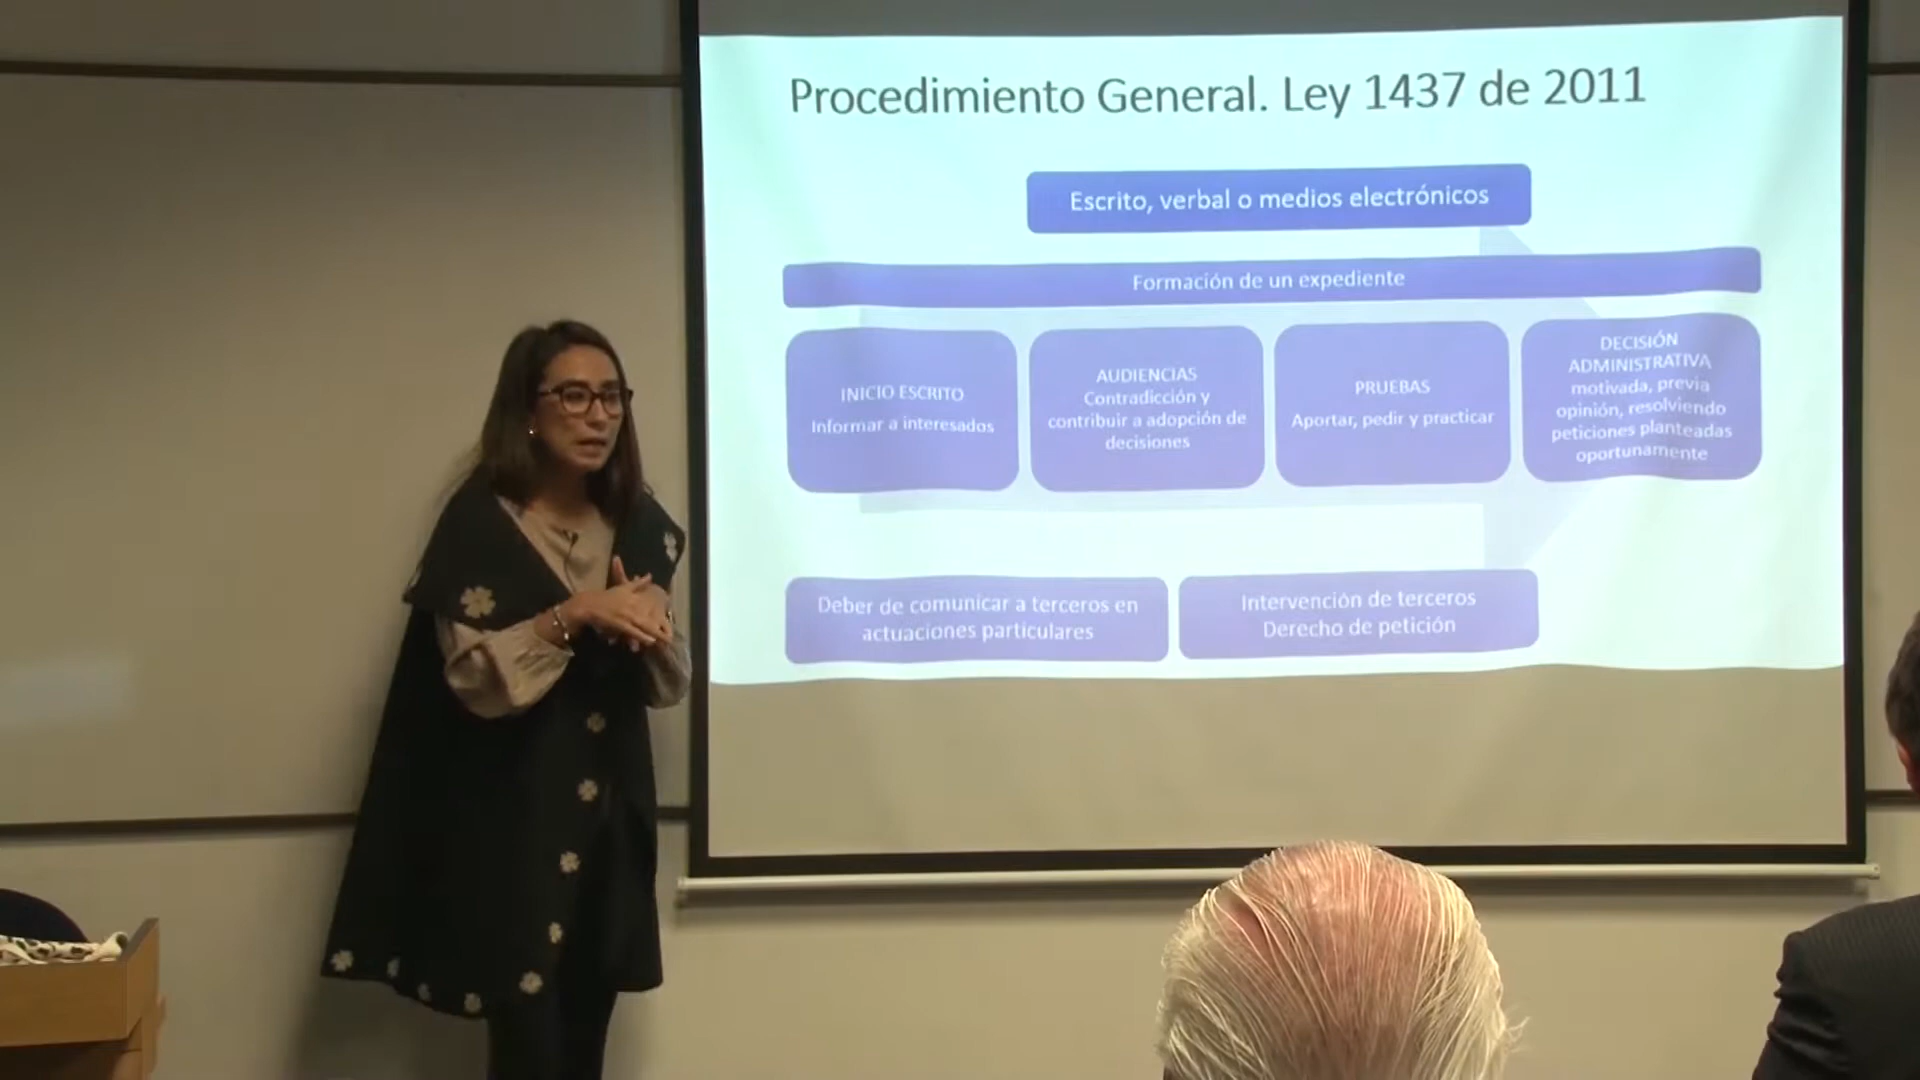 Procedimiento General. Ley 1437 de 2011
Escrito, verbal o medios electrónicos
Formación de un expediente
INICIO ESCRITO
Informar a interesados
AUDIENCIAS
Contradicción y
contribuir a adopción de
decisiones
PRUEBAS
Aportar, pedir y practicar
DECISIÓN
ADMINISTRATIVA
motivada, previa
opinión, resolviendo
peticiones planteadas
oportunamente
Deber de comunicar a terceros en
actuaciones particulares
Intervención de terceros
Derecho de petición